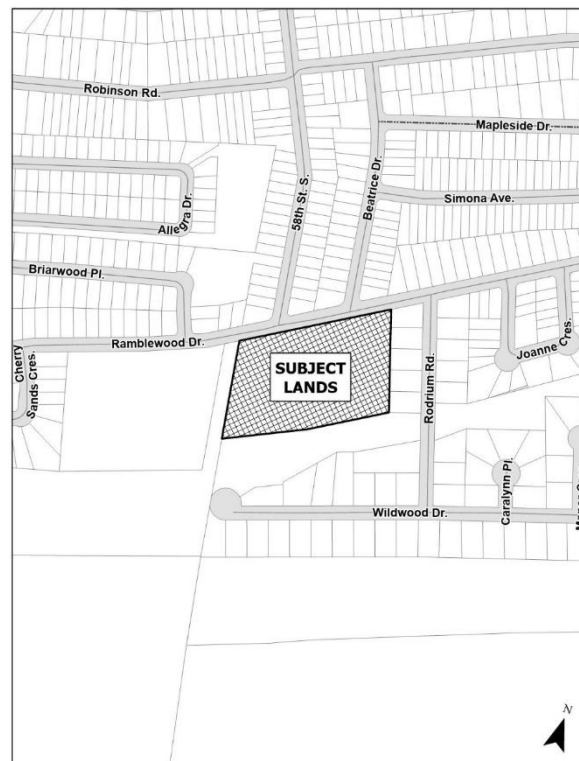 Robinson Rd.
Mapleside Dr.
58th St. S.
Beatrice Dr.
Simona Ave.
Allegra Dr.
Briarwood Pl.
Ramblewood Dr.
Cherry
Sands Cres.
SUBJECT
LANDS
Rodrium Rd.
Joanne Cres.
Caralynn Pl.
Wildwood Dr.
N